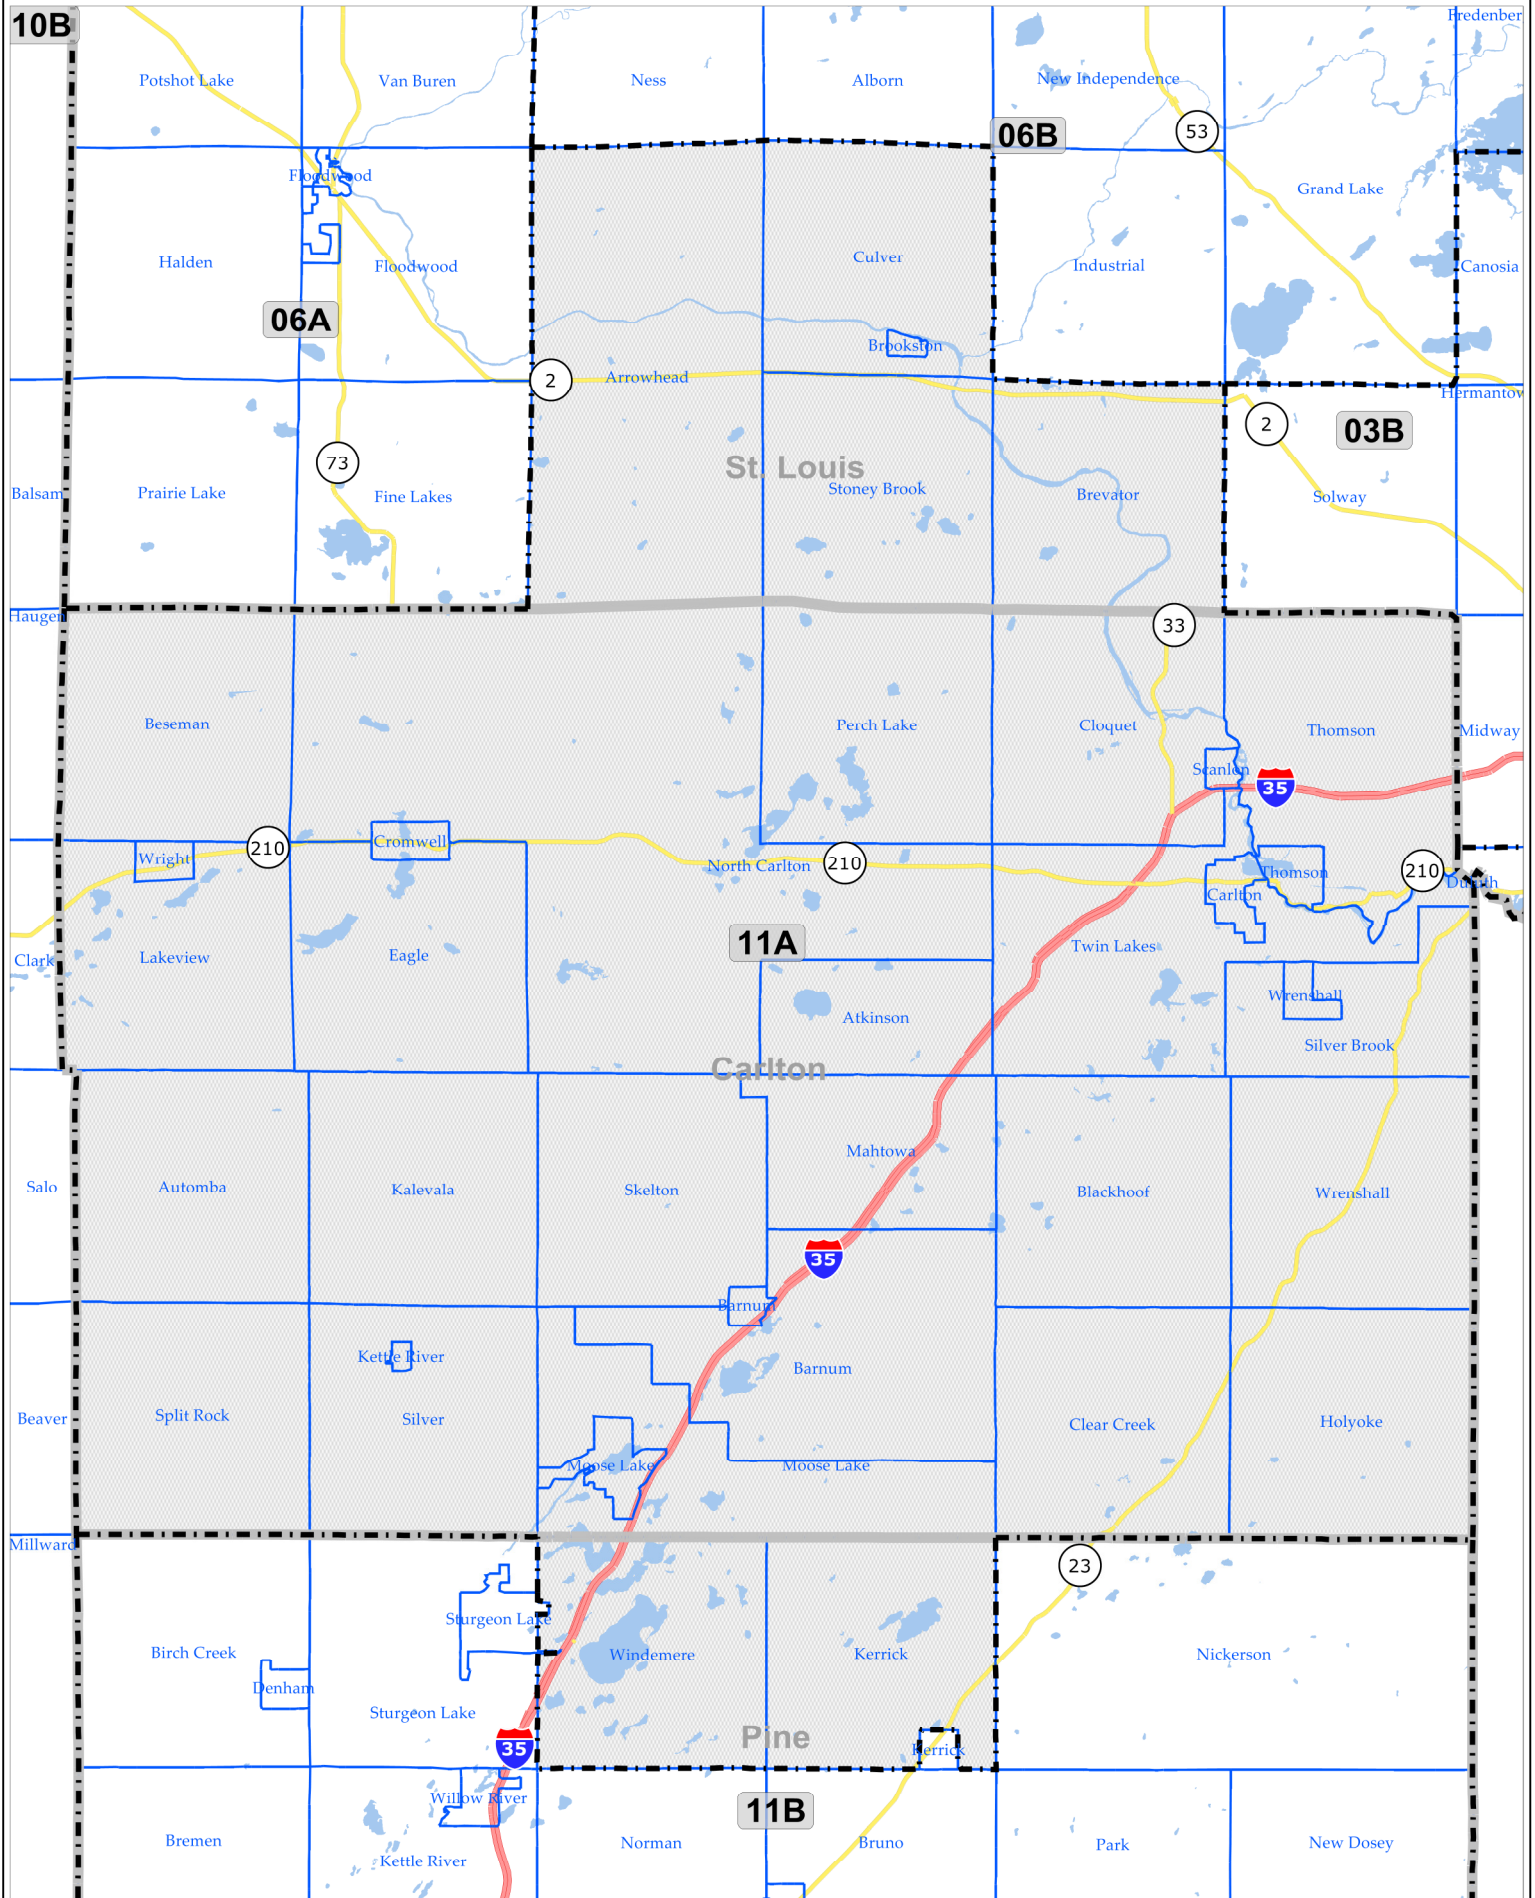 10B
Fredenber
Potshot Lake
Van Buren
Ness
Alborn
New Independence
53
06B
Floodwood
Grand Lake
Halden
Floodwood
Culver
Industrial
Canosia
06A
Brookston
2
Arrowhead
Hermantow
2
03B
73
St. Louis
Balsam
Prairie Lake
Fine Lakes
Stoney Brook
Brevator
Solway
Haugen
33
Beseman
Perch Lake
Cloquet
Thomson
Midway
Scanlon
35
Wright
210
Cromwell
North Carlton
210
Thomson
210
Duluth
Carlton
11A
Clark
Lakeview
Eagle
Twin Lakes
Wrenshall
Atkinson
Silver Brook
Carlton
Mahtowa
Salo
Automba
Kalevala
Skelton
Blackhoof
Wrenshall
35
Barnum
Kettle River
Barnum
Beaver
Split Rock
Silver
Clear Creek
Holyoke
Moose Lake
Moose Lake
Millward
23
Sturgeon Lake
Birch Creek
Windemere
Kerrick
Nickerson
Denham
Sturgeon Lake
Pine
35
Kerrick
Willow River
11B
Bremen
Norman
Bruno
Park
New Dosey
Kettle River